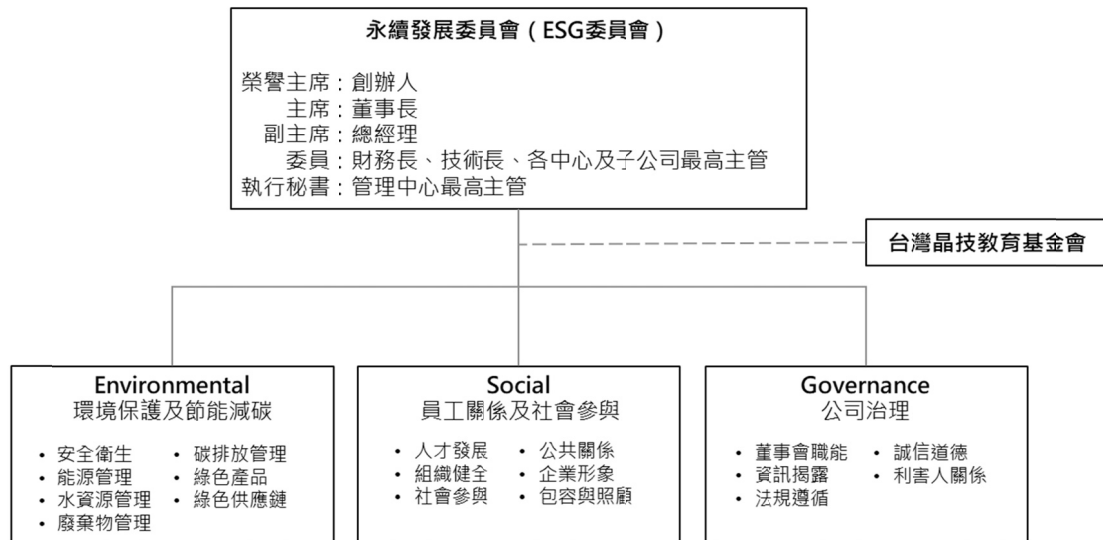 永續發展委員會（ESG委員會）
榮譽主席：創辦人
主席：董事長
副主席：總經理
委員：財務長、技術長、各中心及子公司最高主管
執行秘書：管理中心最高主管
台灣晶技教育基金會
Environmental
環境保護及節能減碳
• 安全衛生
• 能源管理
• 水資源管理
• 廢棄物管理
• 碳排放管理
• 綠色產品
• 綠色供應鏈
Social
員工關係及社會參與
• 人才發展
• 組織健全
• 社會參與
• 公共關係
• 企業形象
• 包容與照顧
Governance
公司治理
• 董事會職能
• 資訊揭露
• 法規遵循
• 誠信道德
• 利害人關係